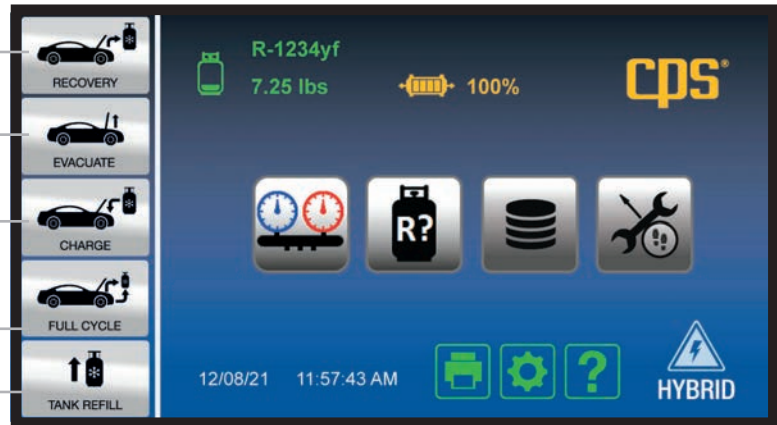 RECOVERY
EVACUATE
CHARGE
FULL CYCLE
TANK REFILL
R-1234yf
7.25 lbs
100%
cps®
R?
12/08/21 11:57:43 AM
?
HYBRID